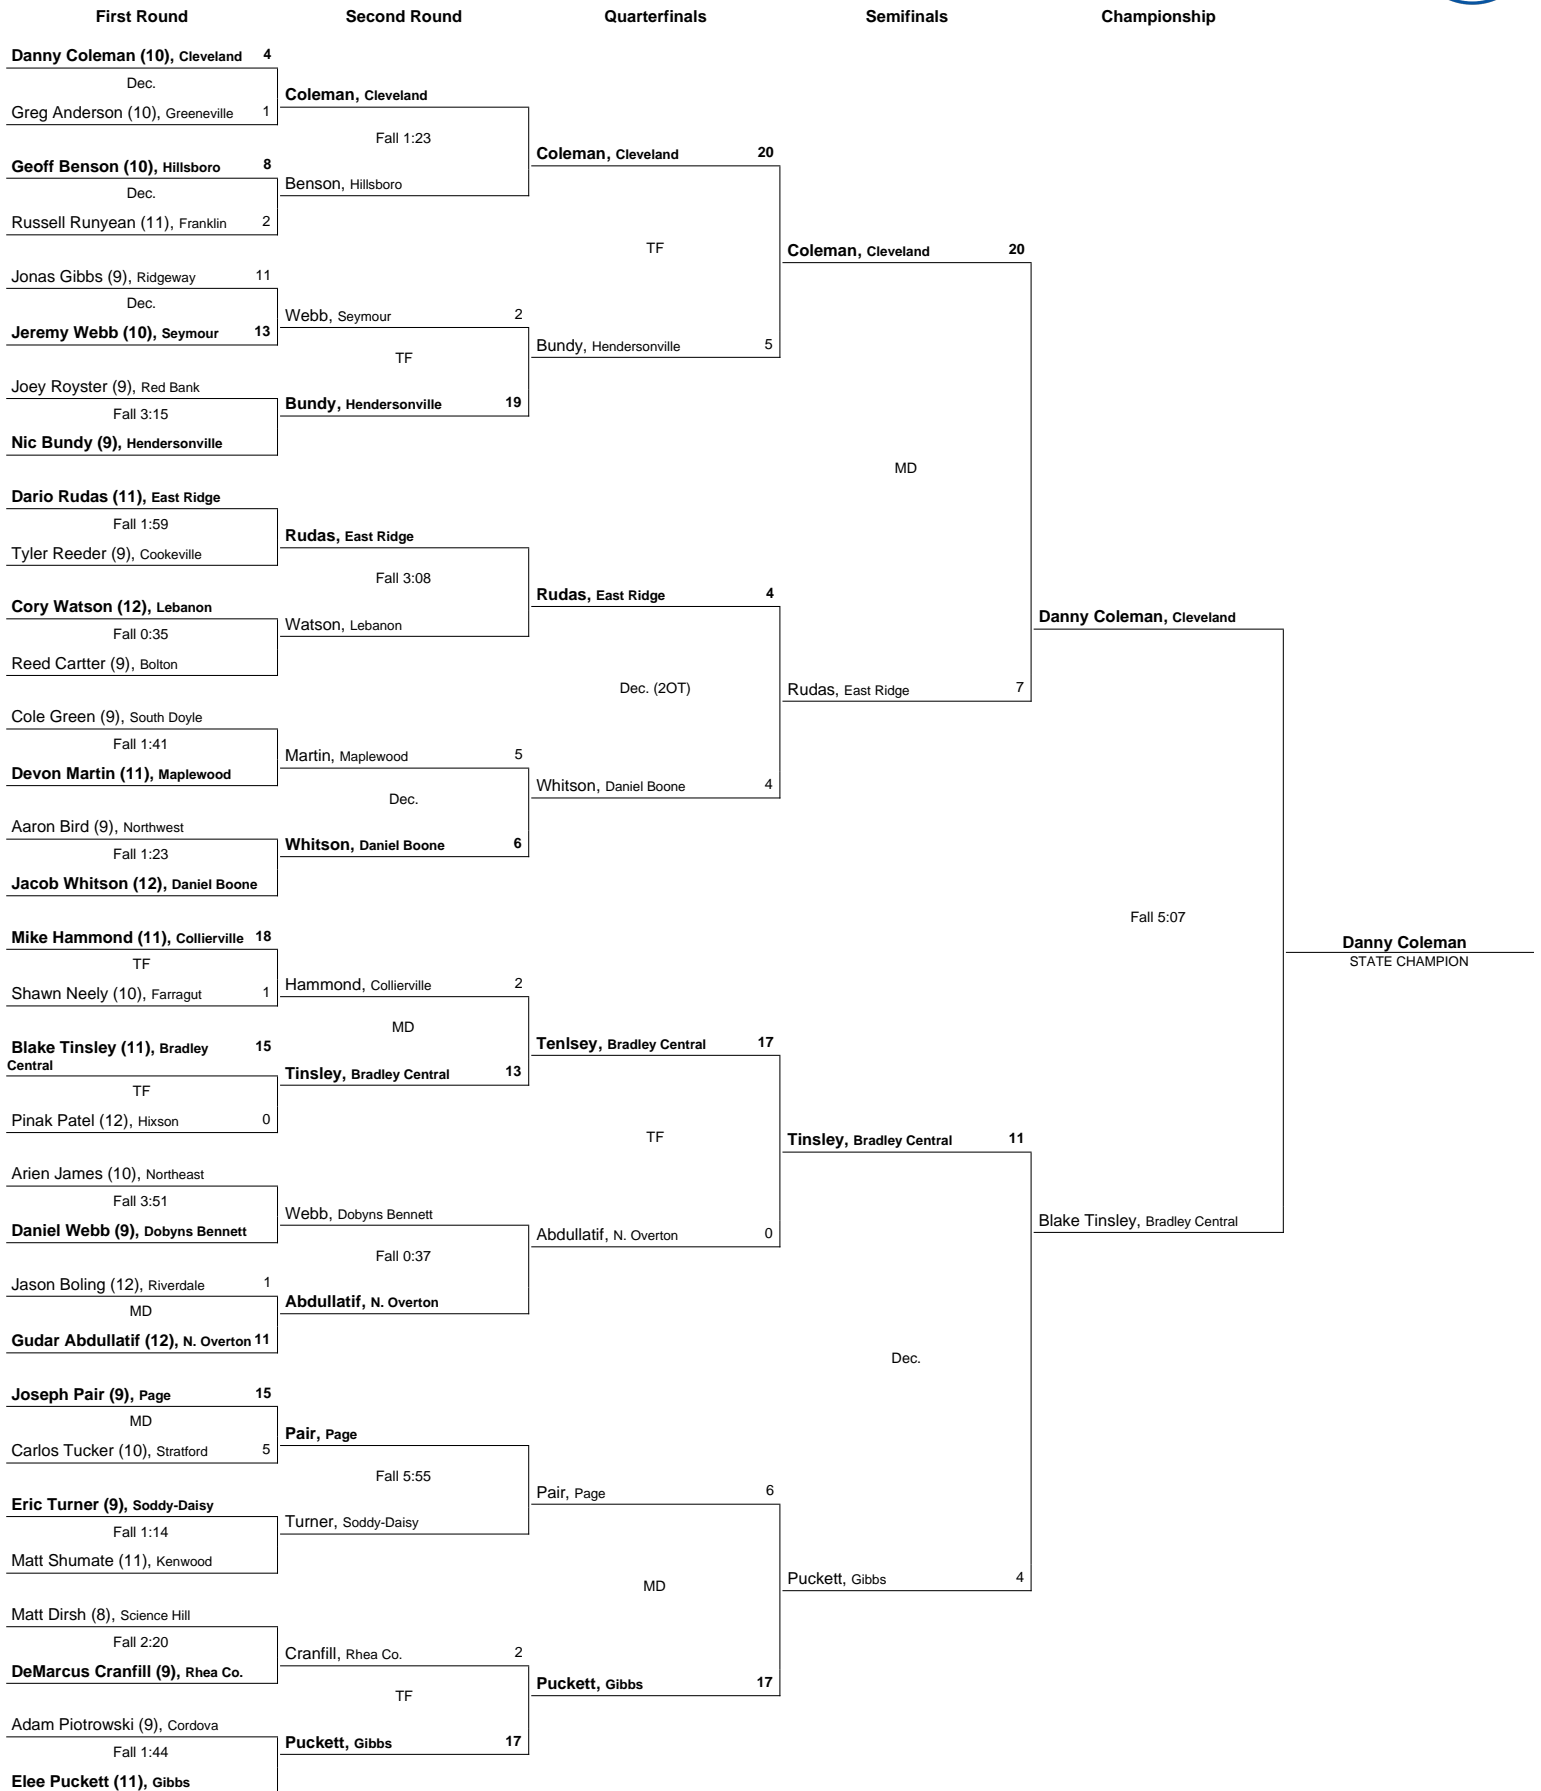 First Round Second Round Quarterfinals Semifinals Championship
Danny Coleman (10), Cleveland 4
Dec.
Greg Anderson (10), Greeneville 1
Geoff Benson (10), Hillsboro 8
Dec.
Russell Runyean (11), Franklin 2
Jonas Gibbs (9), Ridgeway 11
Dec.
Jeremy Webb (10), Seymour 13
Joey Royster (9), Red Bank
Fall 3:15
Nic Bundy (9), Hendersonville
Dario Rudas (11), East Ridge
Fall 1:59
Tyler Reeder (9), Cookeville
Cory Watson (12), Lebanon
Fall 0:35
Reed Cartter (9), Bolton
Cole Green (9), South Doyle
Fall 1:41
Devon Martin (11), Maplewood
Aaron Bird (9), Northwest
Fall 1:23
Jacob Whitson (12), Daniel Boone
Mike Hammond (11), Collierville 18
TF
Shawn Neely (10), Farragut 1
Blake Tinsley (11), Bradley 15
Central
TF
Pinak Patel (12), Hixson 0
Arien James (10), Northeast
Fall 3:51
Daniel Webb (9), Dobyns Bennett
Jason Boling (12), Riverdale 1
MD
Gudar Abdullatif (12), N. Overton 11
Joseph Pair (9), Page 15
MD
Carlos Tucker (10), Stratford 5
Eric Turner (9), Soddy-Daisy
Fall 1:14
Matt Shumate (11), Kenwood
Matt Dirsh (8), Science Hill
Fall 2:20
DeMarcus Cranfill (9), Rhea Co.
Adam Piotrowski (9), Cordova
Fall 1:44
Elee Puckett (11), Gibbs
Coleman, Cleveland
Fall 1:23
Benson, Hillsboro
Webb, Seymour 2
TF
Bundy, Hendersonville 19
Rudas, East Ridge
Fall 3:08
Watson, Lebanon
Martin, Maplewood 5
Dec.
Whitson, Daniel Boone 6
Hammond, Collierville 2
MD
Tinsley, Bradley Central 13
Webb, Dobyns Bennett
Fall 0:37
Abdullatif, N. Overton
Pair, Page
Fall 5:55
Turner, Soddy-Daisy
Cranfill, Rhea Co. 2
TF
Puckett, Gibbs 17
Coleman, Cleveland 20
TF
Bundy, Hendersonville 5
Rudas, East Ridge 4
Dec. (2OT)
Whitson, Daniel Boone 4
Tenlsey, Bradley Central 17
TF
Abdullatif, N. Overton 0
Pair, Page 6
MD
Puckett, Gibbs 17
Coleman, Cleveland 20
MD
Rudas, East Ridge 7
Tinsley, Bradley Central 11
Dec.
Puckett, Gibbs 4
Danny Coleman, Cleveland
Fall 5:07
Blake Tinsley, Bradley Central
Danny Coleman
STATE CHAMPION